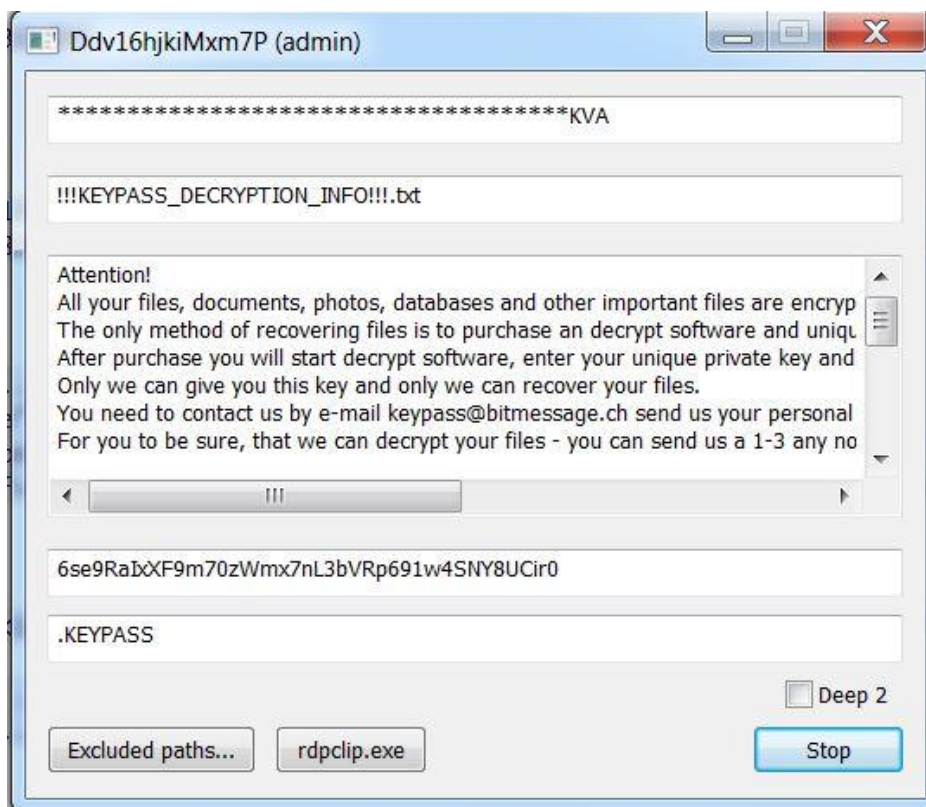 Ddv16hjkiMxm7P (admin)
*************************************KVA
!!!KEYPASS_DECRYPTION_INFO!!!.txt
Attention!
All your files, documents, photos, databases and other important files are encryp
The only method of recovering files is to purchase an decrypt software and uniqu
After purchase you will start decrypt software, enter your unique private key and
Only we can give you this key and only we can recover your files.
You need to contact us by e-mail keypass@bitmessage.ch send us your personal
For you to be sure, that we can decrypt your files - you can send us a 1-3 any no
6se9RaIxXF9m70zWmx7nL3bVRp691w4SNY8UCir0
.KEYPASS
Deep 2
Excluded paths...
rdpclip.exe
Stop